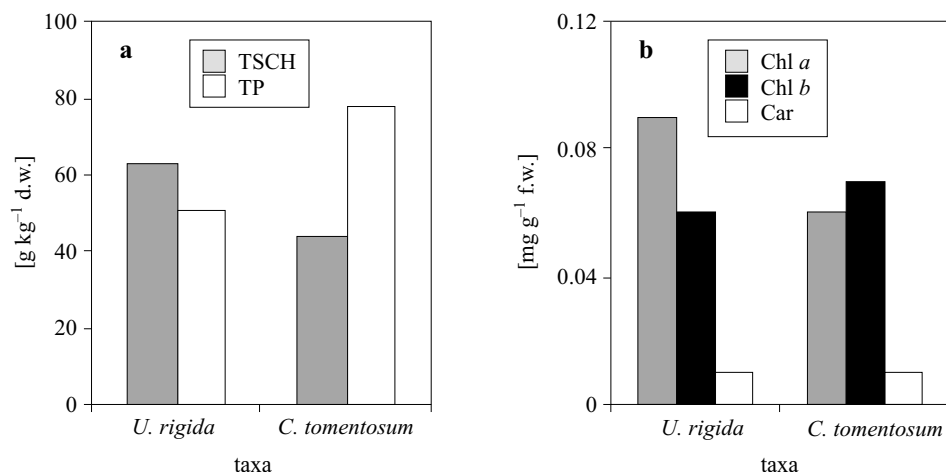 a
TSCH
TP
100
80
60
40
20
0
[g kg⁻¹ d.w.]
U. rigida
C. tomentosum
taxa
b
Chl a
Chl b
Car
0.12
0.08
0.04
0
[mg g⁻¹ f.w.]
U. rigida
C. tomentosum
taxa